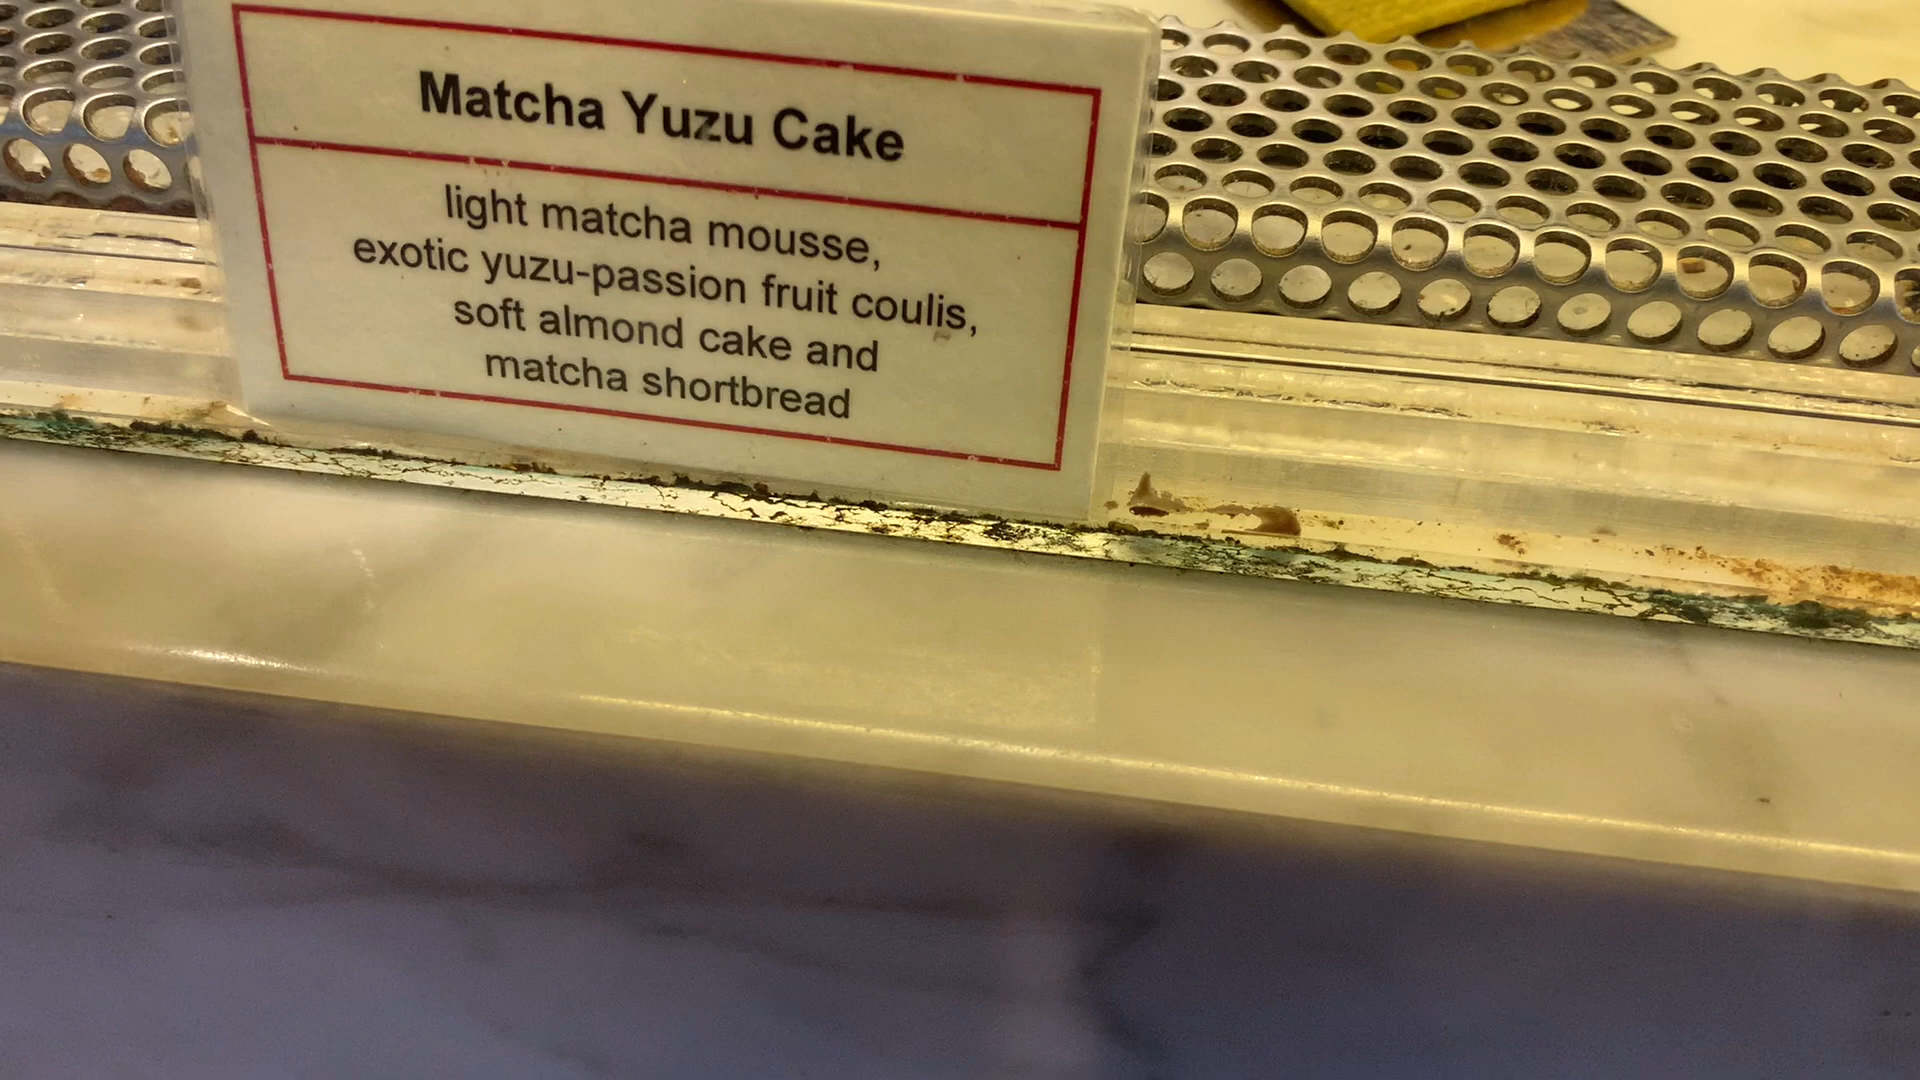 Matcha Yuzu Cake
light matcha mousse,
exotic yuzu-passion fruit coulis,
soft almond cake and
matcha shortbread